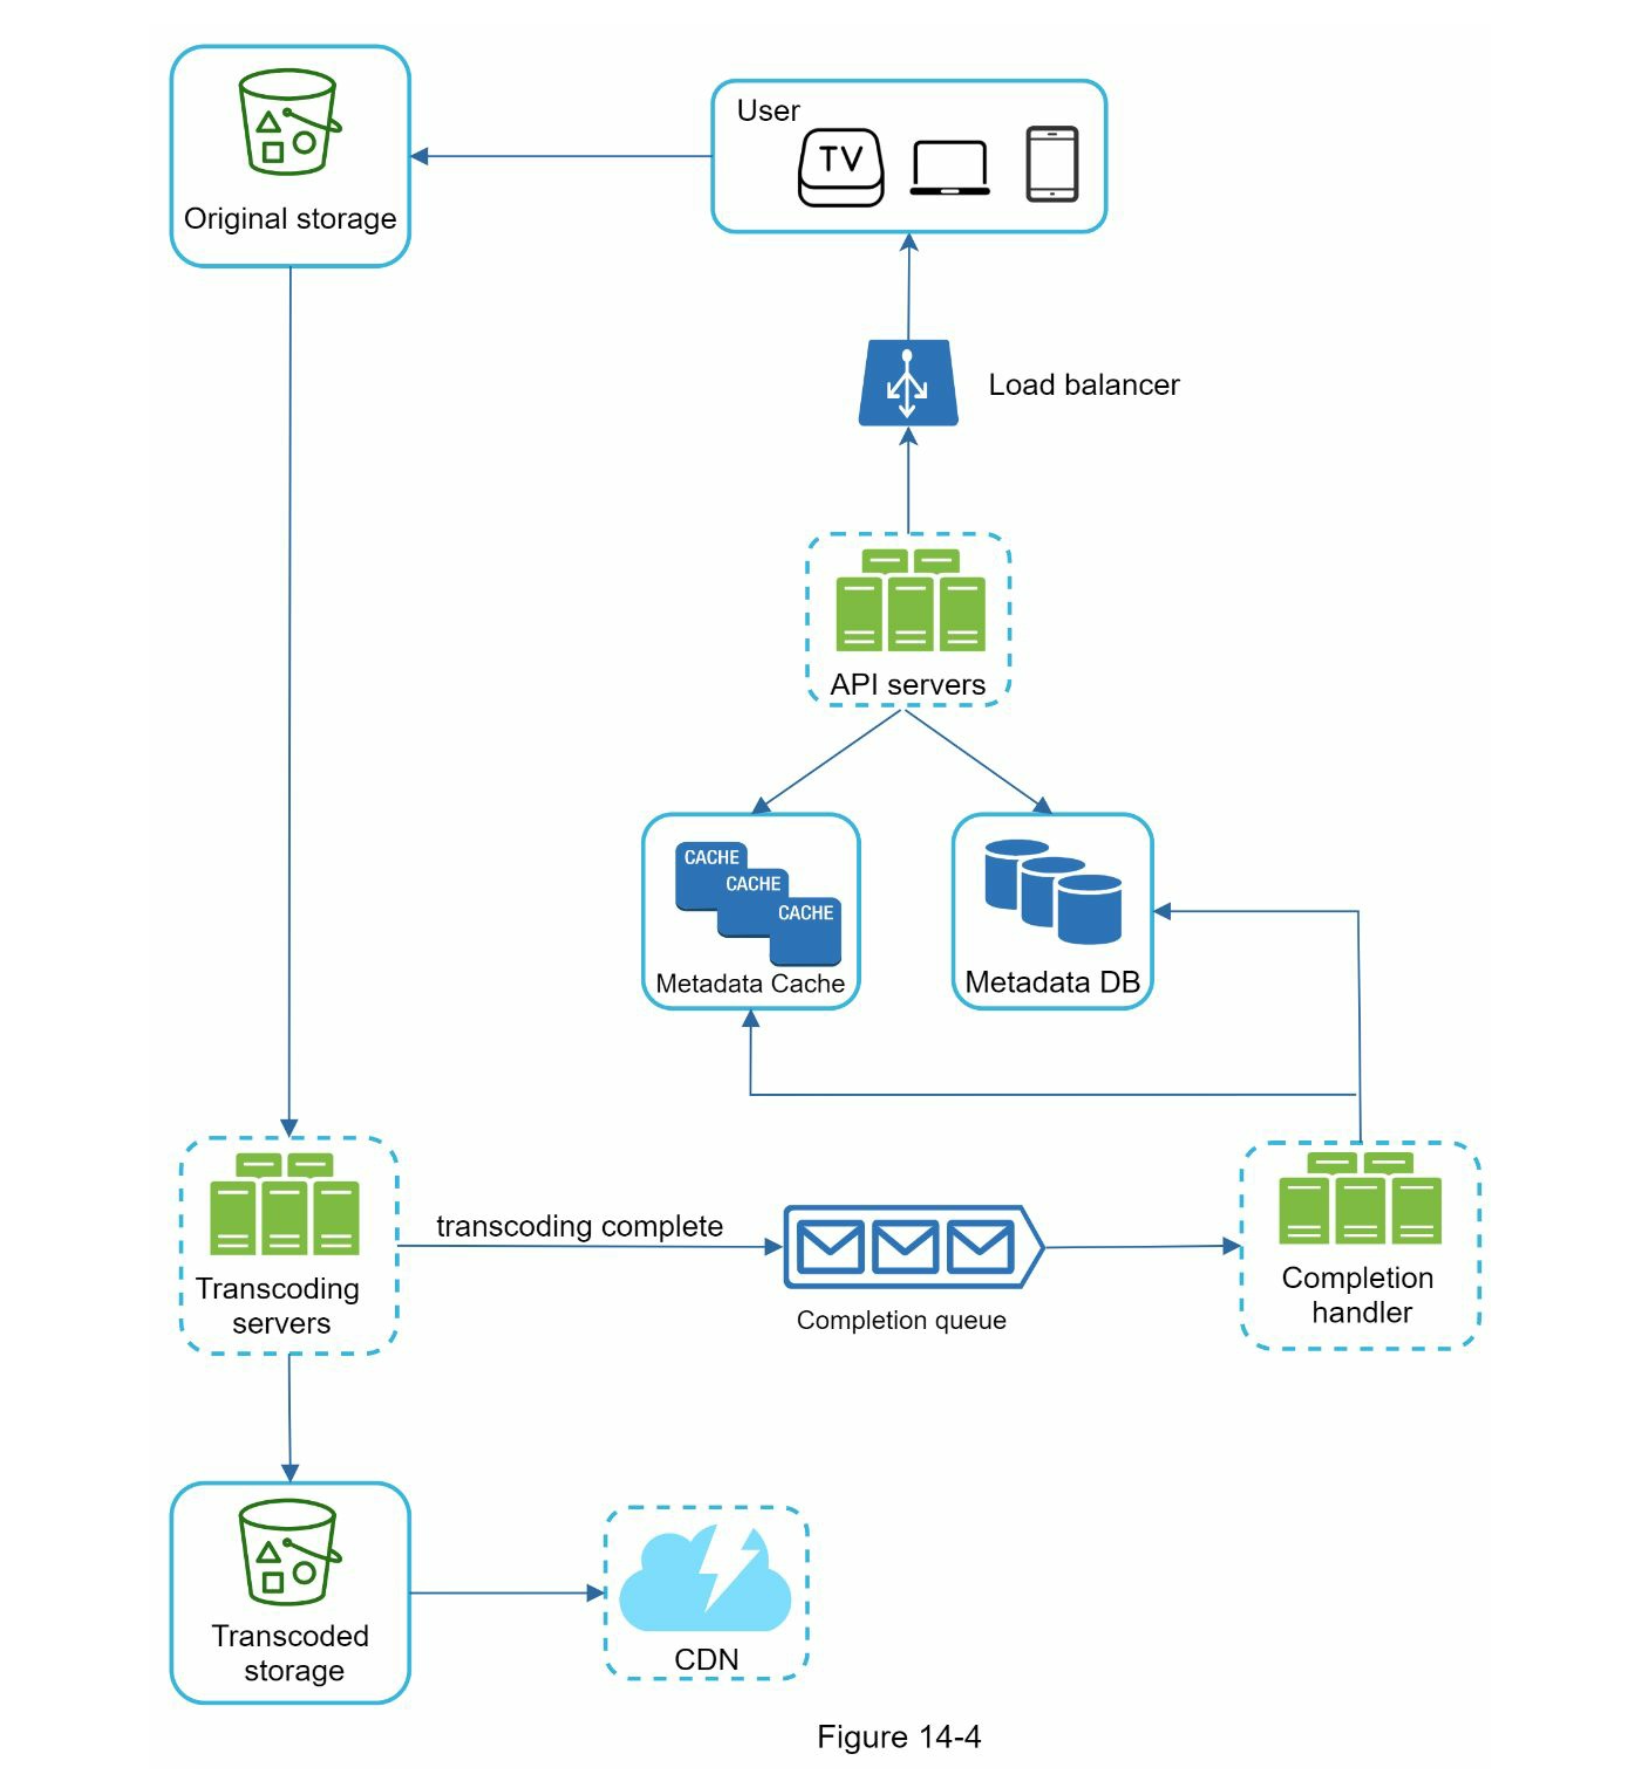 User
TV
Original storage
Load balancer
API servers
CACHE
CACHE
CACHE
Metadata Cache
Metadata DB
transcoding complete
Transcoding
servers
Completion queue
Completion
handler
Transcoded
storage
CDN
Figure 14-4